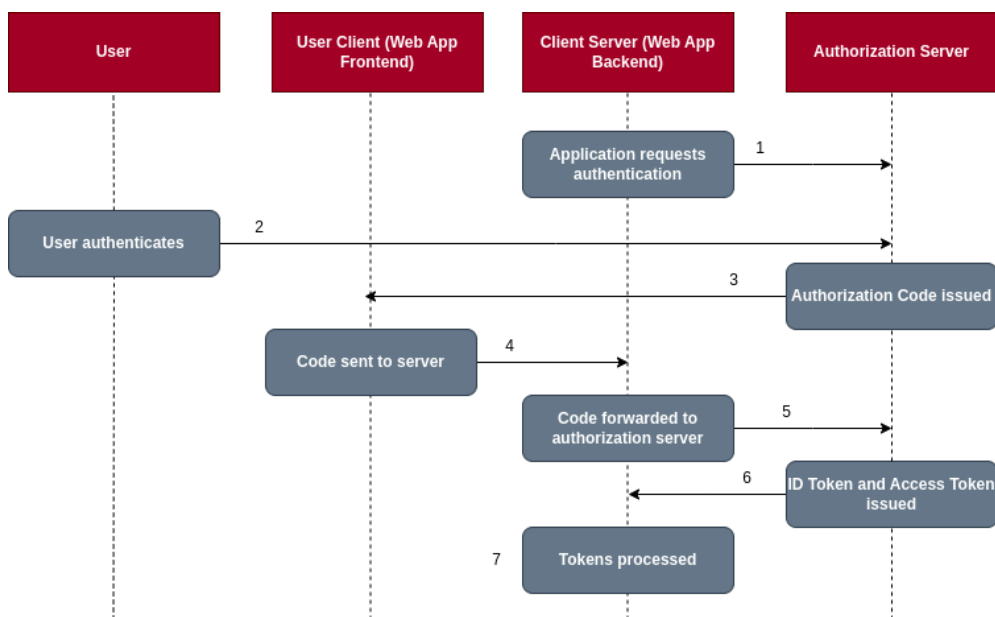 User
User Client (Web App
Frontend)
Client Server (Web App
Backend)
Authorization Server
Application requests
authentication
1
User authenticates
2
3
Authorization Code issued
Code sent to server
4
Code forwarded to
authorization server
5
6
ID Token and Access Token
issued
7
Tokens processed